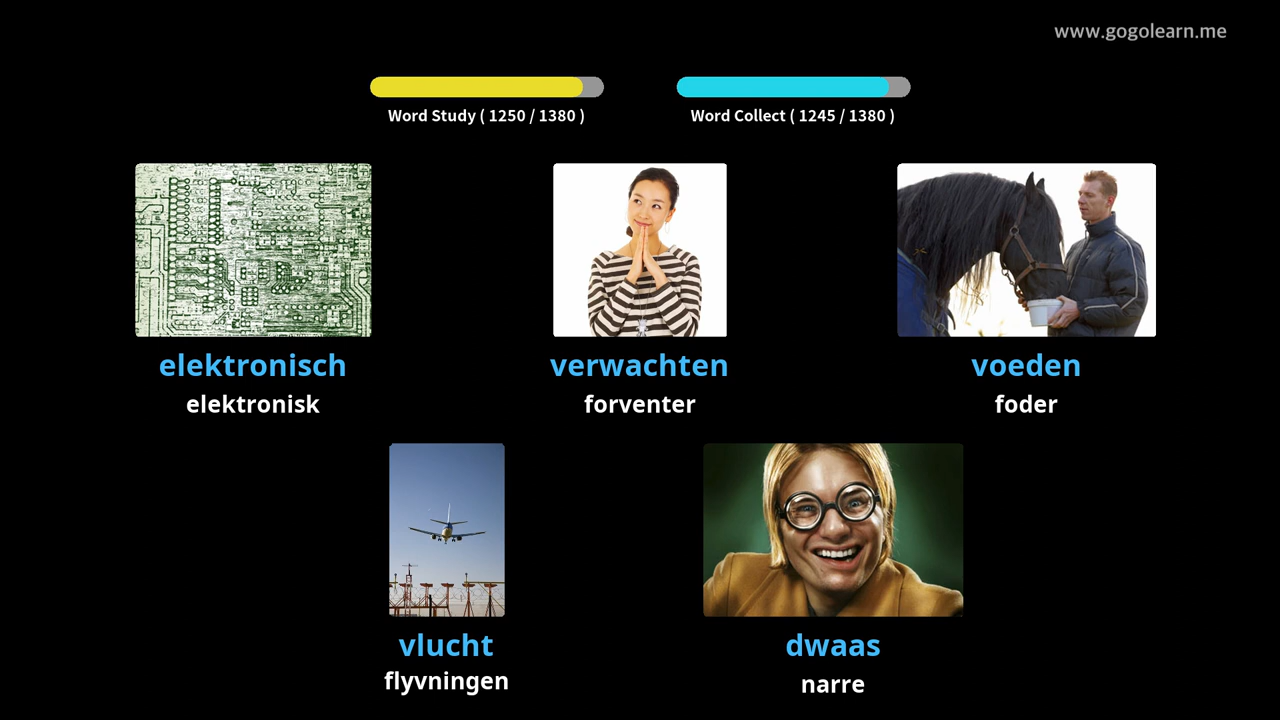 www.gogolearn.me
Word Study ( 1250 / 1380 )
Word Collect ( 1245 / 1380 )
elektronisch
elektronisk
verwachten
forventer
voeden
foder
vlucht
flyvningen
dwaas
narre